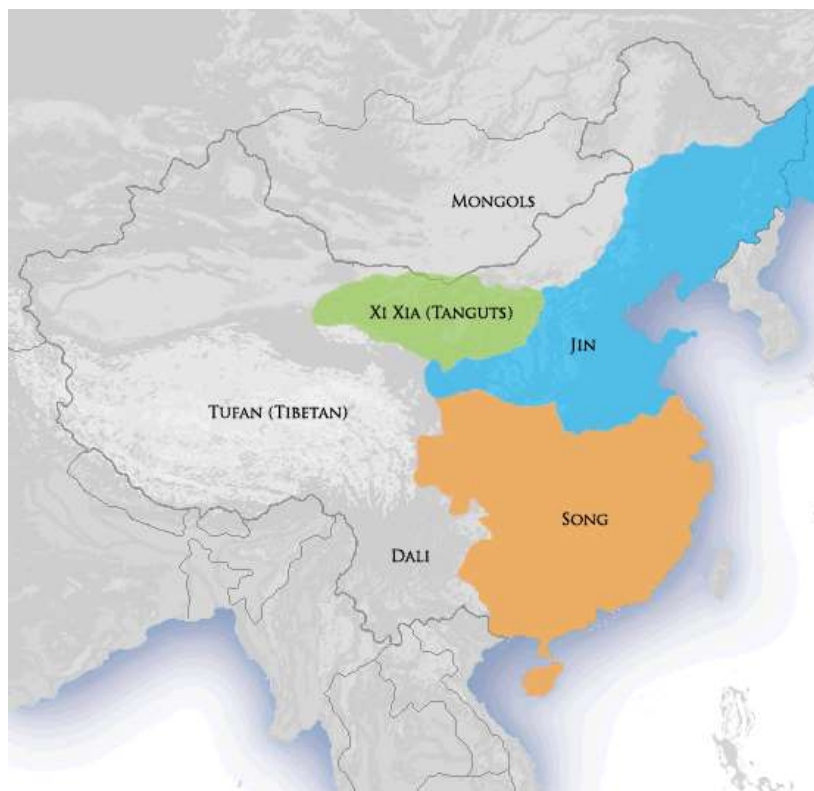 Mongols
Xi Xia (Tanguts)
Jin
Tufan (Tibetan)
Song
Dali